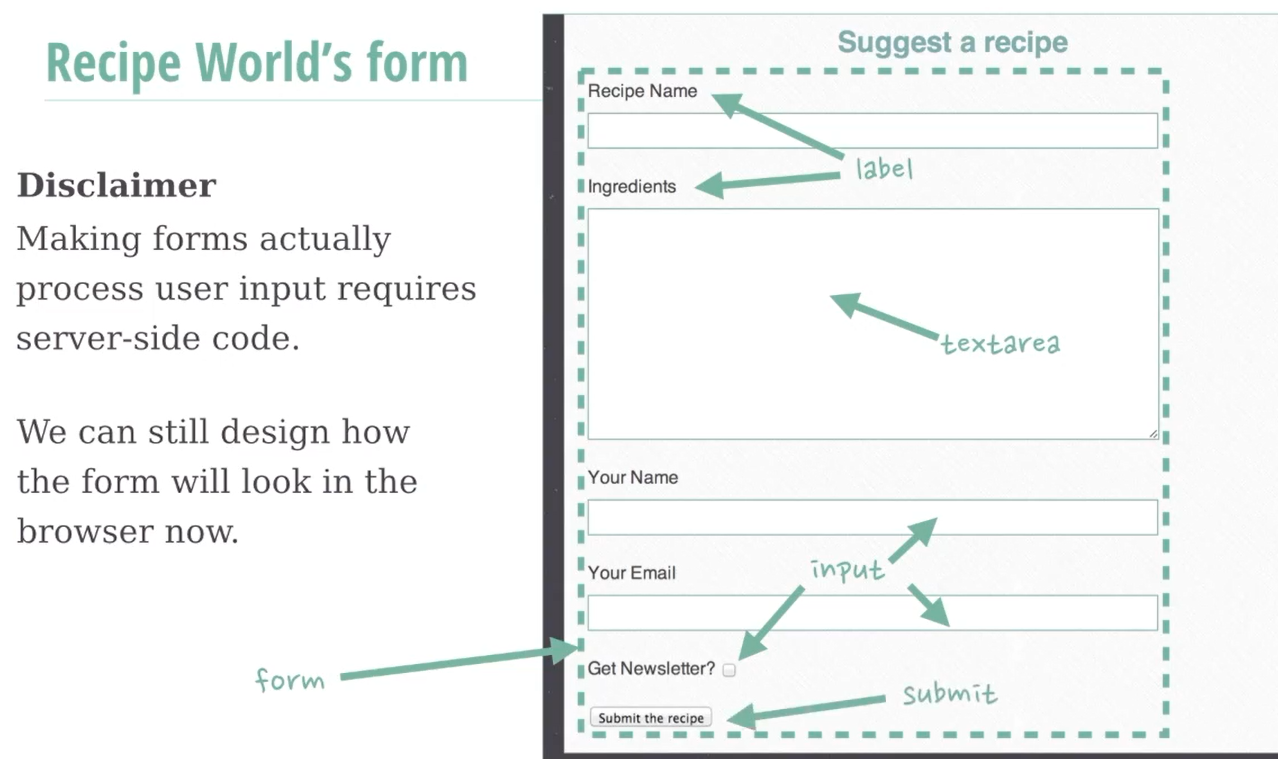 Recipe World's form
Disclaimer
Making forms actually
process user input requires
server-side code.
We can still design how
the form will look in the
browser now.
form
Suggest a recipe
Recipe Name
label
Ingredients
textarea
Your Name
input
Your Email
Get Newsletter?
submit
Submit the recipe